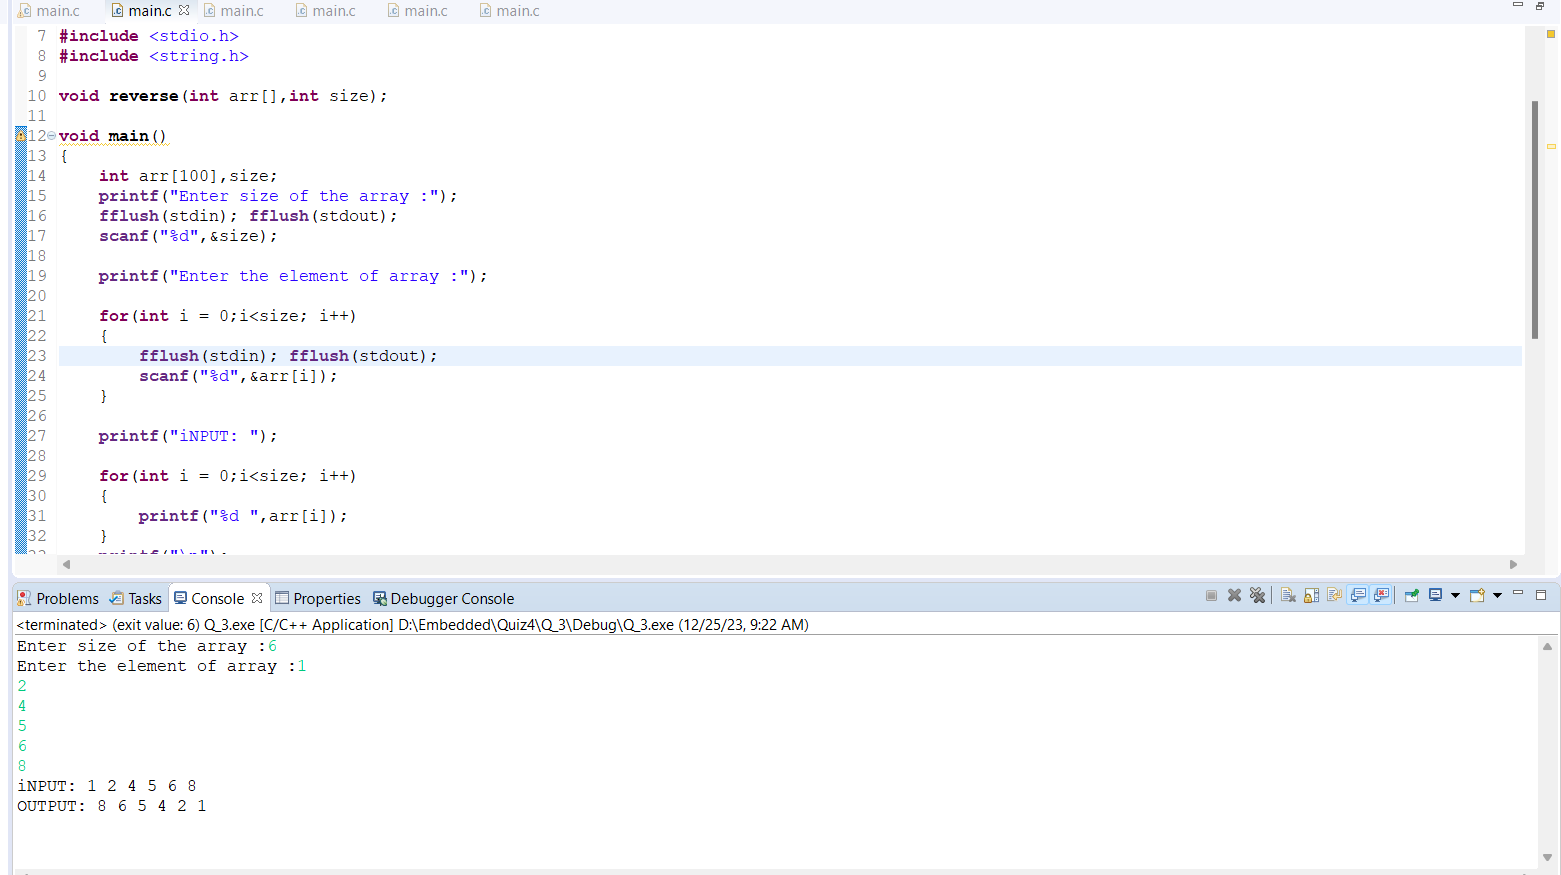 main.c main.c main.c main.c main.c main.c
7 #include <stdio.h>
8 #include <string.h>
9
10 void reverse(int arr[],int size);
11
12 void main()
13 {
14     int arr[100],size;
15     printf("Enter size of the array :");
16     fflush(stdin); fflush(stdout);
17     scanf("%d",&size);
18
19     printf("Enter the element of array :");
20
21     for(int i = 0;i<size; i++)
22     {
23         fflush(stdin); fflush(stdout);
24         scanf("%d",&arr[i]);
25     }
26
27     printf("iNPUT: ");
28
29     for(int i = 0;i<size; i++)
30     {
31         printf("%d ",arr[i]);
32     }
33     printf("\n");
Problems Tasks Console Properties Debugger Console
<terminated> (exit value: 6) Q_3.exe [C/C++ Application] D:\Embedded\Quiz4\Q_3\Debug\Q_3.exe (12/25/23, 9:22 AM)
Enter size of the array :6
Enter the element of array :1
2
4
5
6
8
iNPUT: 1 2 4 5 6 8
OUTPUT: 8 6 5 4 2 1